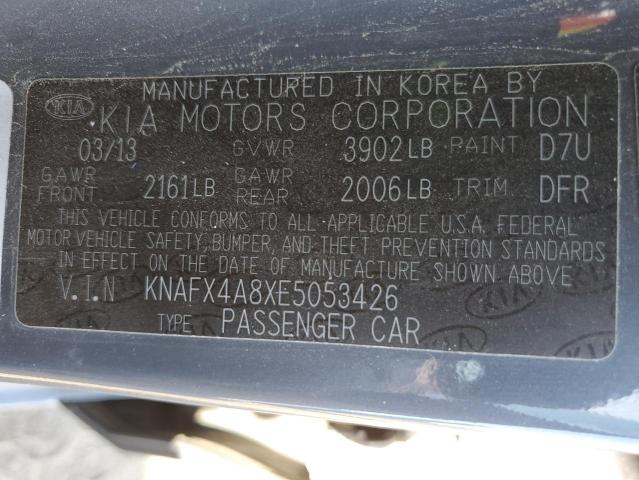 MANUFACTURED IN KOREA BY
KIA KIA MOTORS CORPORATION
03/13 GVWR 3902LB PAINT D7U
GAWR FRONT 2161LB GAWR REAR 2006LB TRIM DFR
THIS VEHICLE CONFORMS TO ALL APPLICABLE U.S.A. FEDERAL
MOTOR VEHICLE SAFETY, BUMPER, AND THEFT PREVENTION STANDARDS
IN EFFECT ON THE DATE OF MANUFACTURE SHOWN ABOVE
V.I.N KNAFX4A8XE5053426
TYPE PASSENGER CAR